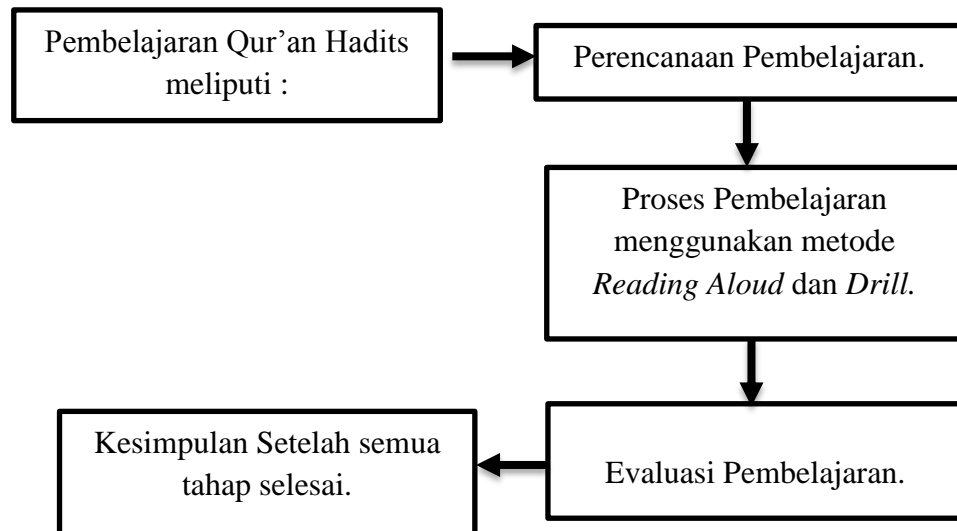 Pembelajaran Qur’an Hadits
meliputi :
Perencanaan Pembelajaran.
Proses Pembelajaran
menggunakan metode
Reading Aloud dan Drill.
Evaluasi Pembelajaran.
Kesimpulan Setelah semua
tahap selesai.